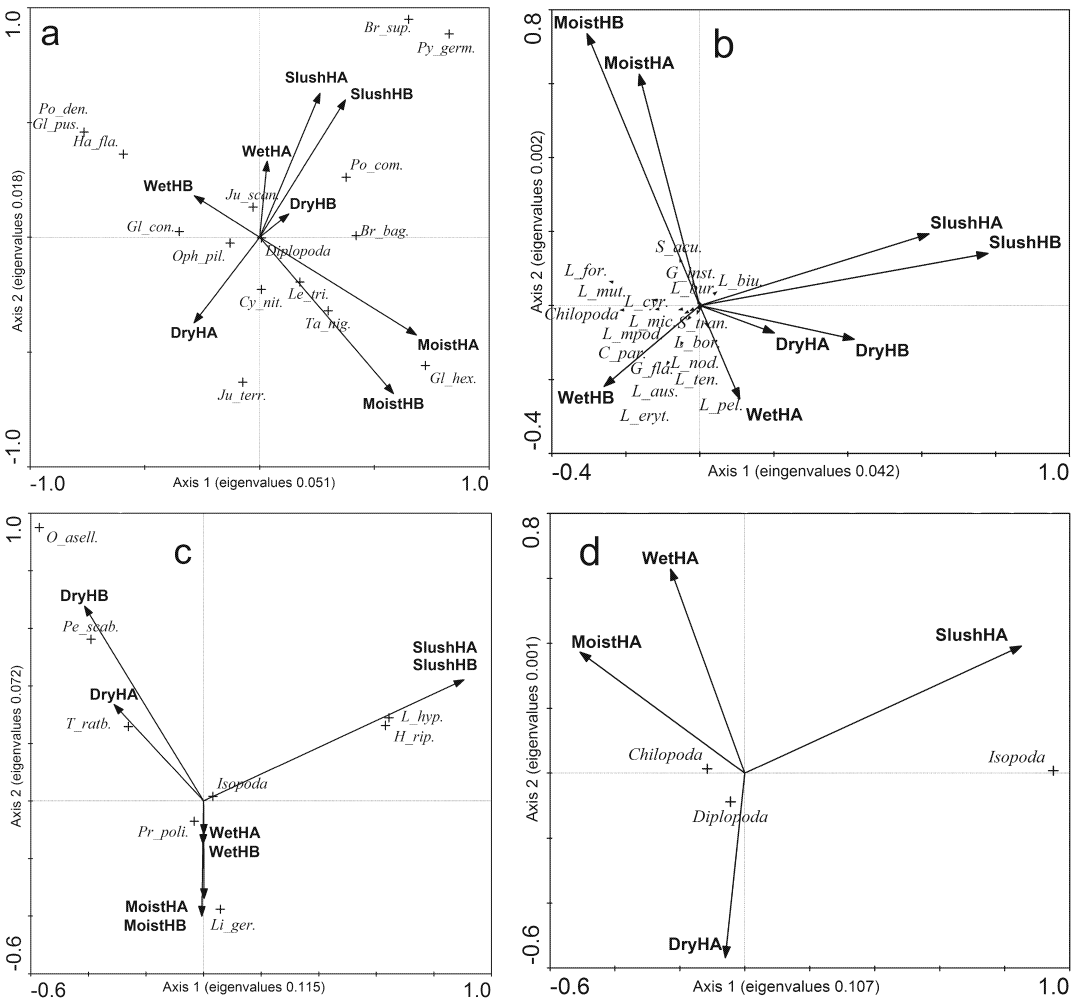 a
1.0
Br_sup.
Py_germ.
SlushHA
SlushHB
Po_den.
Gl_pus.
Ha_fla.
WetHA
Po_com.
WetHB
Ju_scan.
DryHB
Gl_con.
Br_bag.
Oph_pil.
Diplopoda
Cy_nit.
Le_tri.
Ta_nig.
DryHA
MoistHA
Gl_hex.
Ju_terr.
MoistHB
Axis 2 (eigenvalues 0.018)
-1.0
-1.0
Axis 1 (eigenvalues 0.051)
1.0
b
0.8
MoistHB
MoistHA
SlushHA
SlushHB
S_acu.
L_for.
G_mst.
L_biu.
L_mut.
L_bur.
L_cyr.
Chilopoda
L_mic.
S_tran.
L_mpod.
L_bor.
DryHA
DryHB
C_par.
G_fla.
L_nod.
L_ten.
WetHB
L_aus.
L_pel.
WetHA
L_eryt.
Axis 2 (eigenvalues 0.002)
-0.4
-0.4
Axis 1 (eingenvalues 0.042)
1.0
c
1.0
O_asell.
DryHB
Pe_scab.
SlushHA
SlushHB
DryHA
T_ratb.
L_hyp.
H_rip.
Isopoda
Pr_poli.
WetHA
WetHB
MoistHA
MoistHB
Li_ger.
Axis 2 (eigenvalues 0.072)
-0.6
-0.6
Axis 1 (eigenvalues 0.115)
1.0
d
0.8
WetHA
MoistHA
SlushHA
Chilopoda
Isopoda
Diplopoda
DryHA
Axis 2 (eigenvalues 0.001)
-0.6
-0.6
Axis 1 (eigenvalues 0.107)
1.0